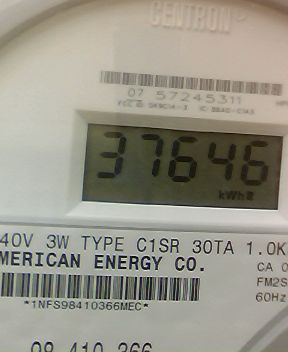 CENTRON
07 57245311
37646
kWh
40V 3W TYPE C1SR 30TA 1.0K
MERICAN ENERGY CO.
CA 0
FM2S
60Hz
*1NFS98410366MEC*
98 410 366